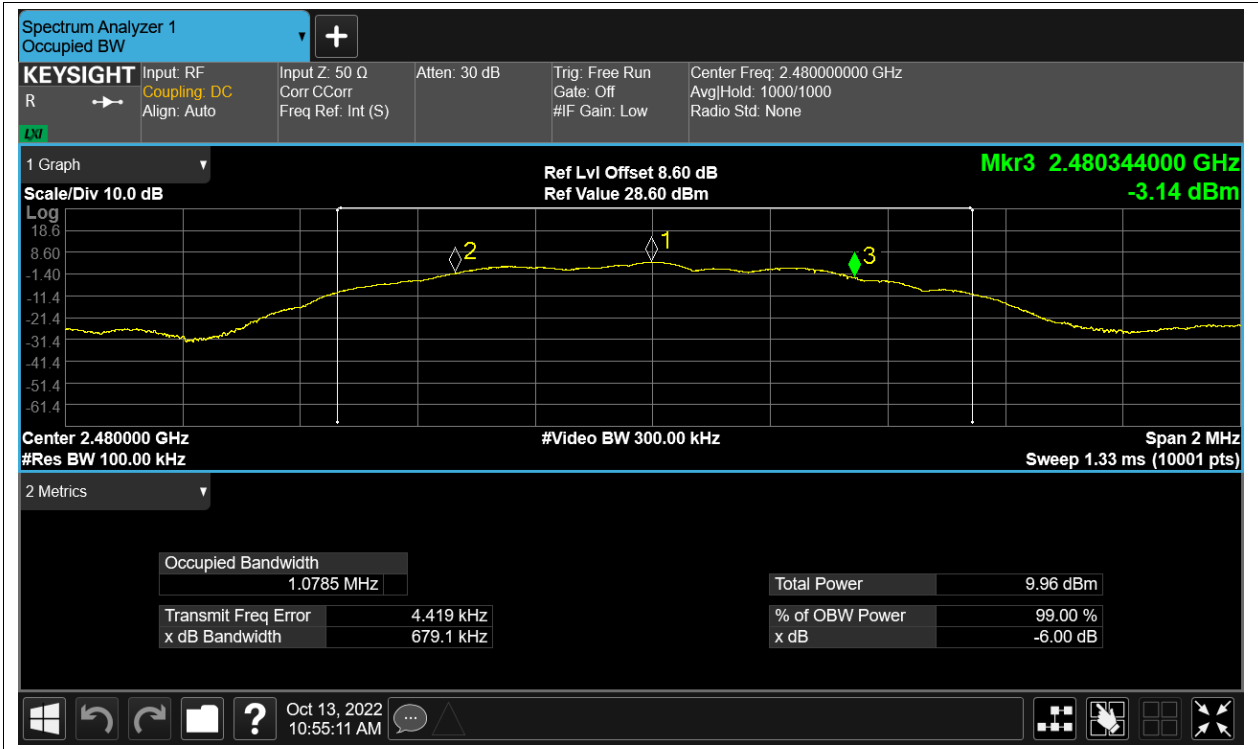 Spectrum Analyzer 1
Occupied BW
▼
+
KEYSIGHT
R
LXI
Input: RF
Coupling: DC
Align: Auto
Input Z: 50 Ω
Corr CCorr
Freq Ref: Int (S)
Atten: 30 dB
Trig: Free Run
Gate: Off
#IF Gain: Low
Center Freq: 2.480000000 GHz
Avg|Hold: 1000/1000
Radio Std: None
1 Graph
Scale/Div 10.0 dB
Ref Lvl Offset 8.60 dB
Ref Value 28.60 dBm
Mkr3 2.480344000 GHz
-3.14 dBm
Log
18.6
8.60
-1.40
-11.4
-21.4
-31.4
-41.4
-51.4
-61.4
2
1
3
Center 2.480000 GHz
#Res BW 100.00 kHz
#Video BW 300.00 kHz
Span 2 MHz
Sweep 1.33 ms (10001 pts)
2 Metrics
Occupied Bandwidth
1.0785 MHz
Transmit Freq Error 4.419 kHz
x dB Bandwidth 679.1 kHz
Total Power 9.96 dBm
% of OBW Power 99.00 %
x dB -6.00 dB
?
Oct 13, 2022
10:55:11 AM